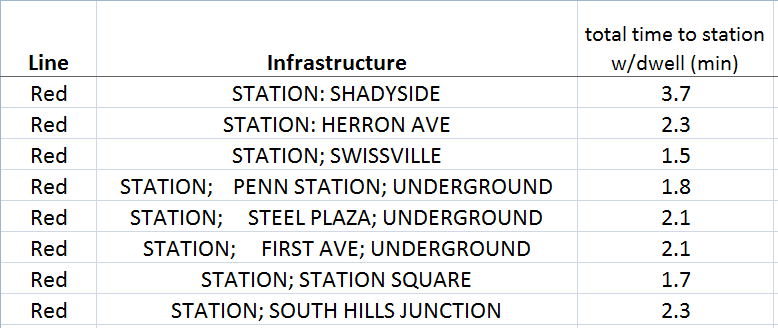 total time to station
Line Infrastructure w/dwell (min)
Red STATION: SHADYSIDE 3.7
Red STATION: HERRON AVE 2.3
Red STATION; SWISSVILLE 1.5
Red STATION; PENN STATION; UNDERGROUND 1.8
Red STATION; STEEL PLAZA; UNDERGROUND 2.1
Red STATION; FIRST AVE; UNDERGROUND 2.1
Red STATION; STATION SQUARE 1.7
Red STATION; SOUTH HILLS JUNCTION 2.3